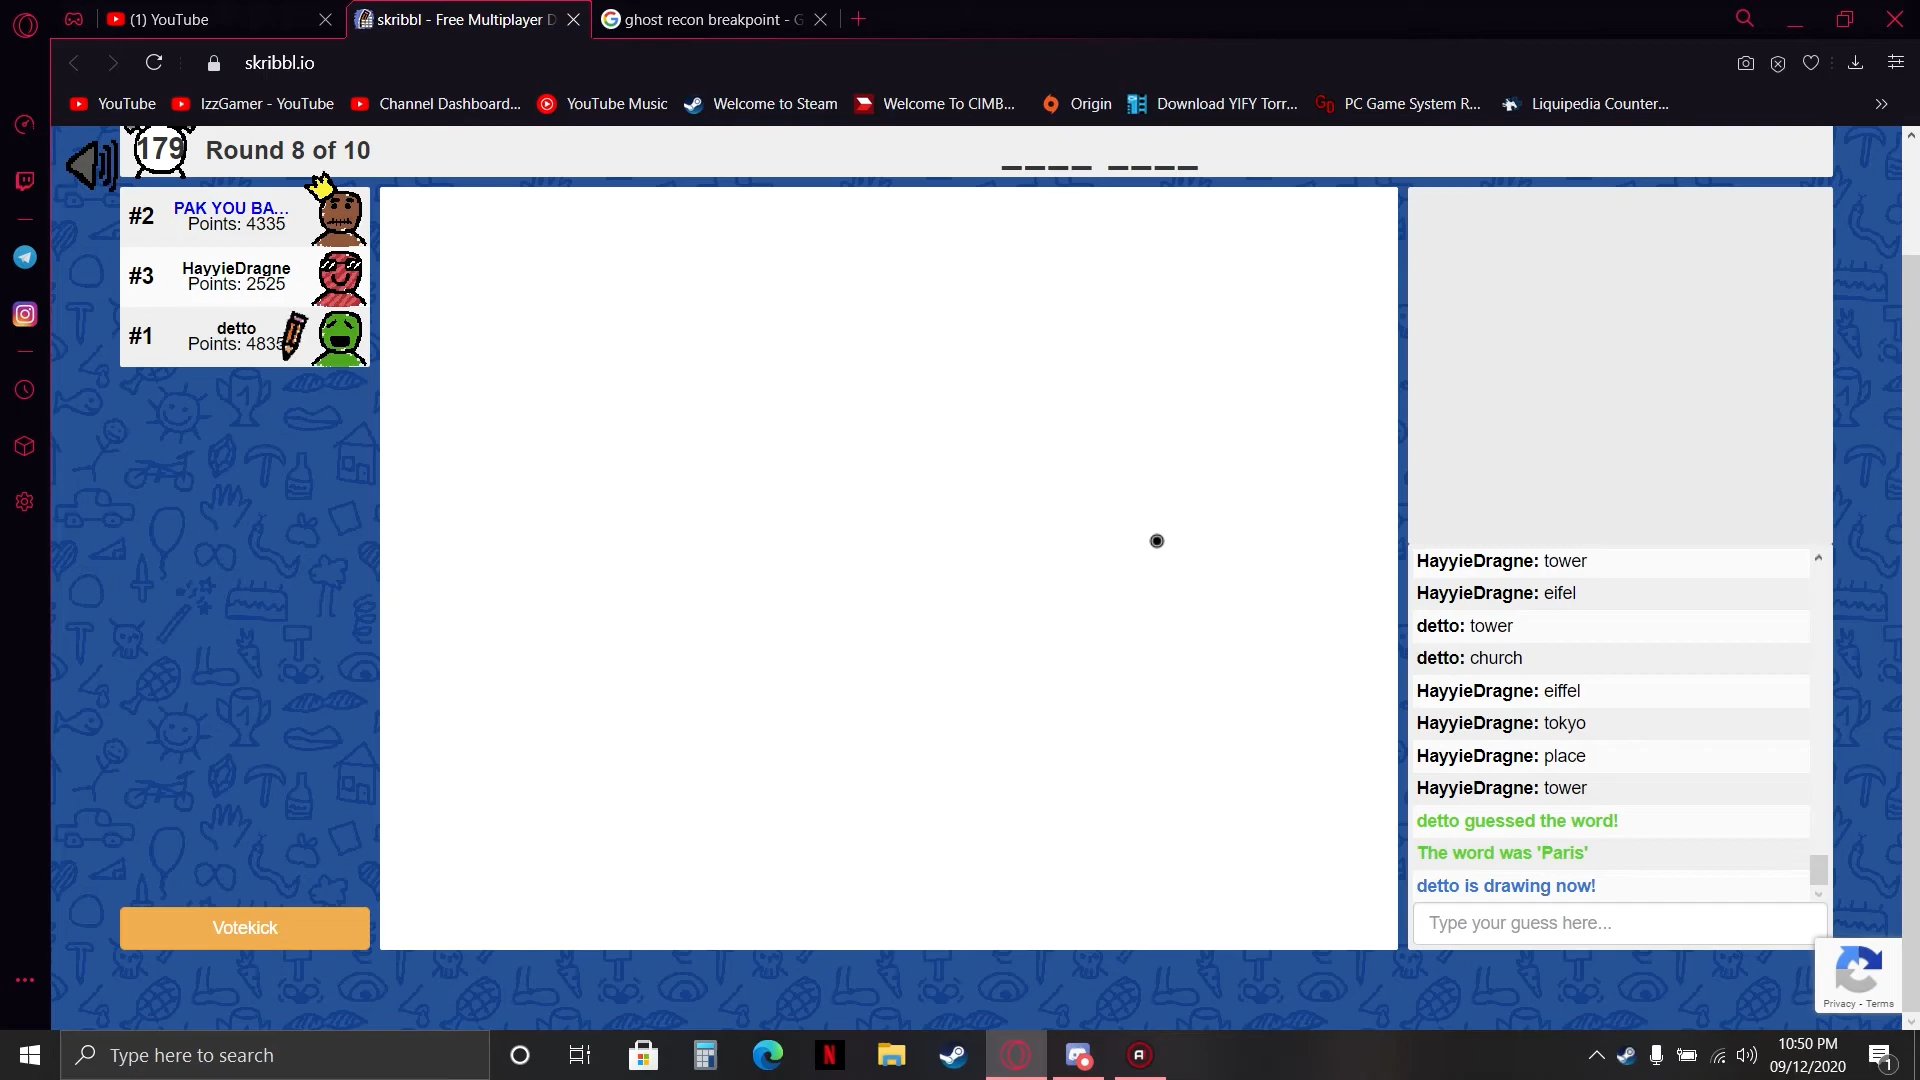 (1) YouTube
skribbl - Free Multiplayer D
ghost recon breakpoint - G
skribbl.io
YouTube
IzzGamer - YouTube
Channel Dashboard...
YouTube Music
Welcome to Steam
Welcome To CIMB...
Origin
Download YIFY Torr...
GD
PC Game System R...
Liquipedia Counter...
179
Round 8 of 10
____ ____
#2
PAK YOU BA...
Points: 4335
#3
HayyieDragne
Points: 2525
#1
detto
Points: 4835
HayyieDragne: tower
HayyieDragne: eifel
detto: tower
detto: church
HayyieDragne: eiffel
HayyieDragne: tokyo
HayyieDragne: place
HayyieDragne: tower
detto guessed the word!
The word was 'Paris'
detto is drawing now!
Type your guess here...
Votekick
Privacy - Terms
Type here to search
N
A
10:50 PM
09/12/2020
1